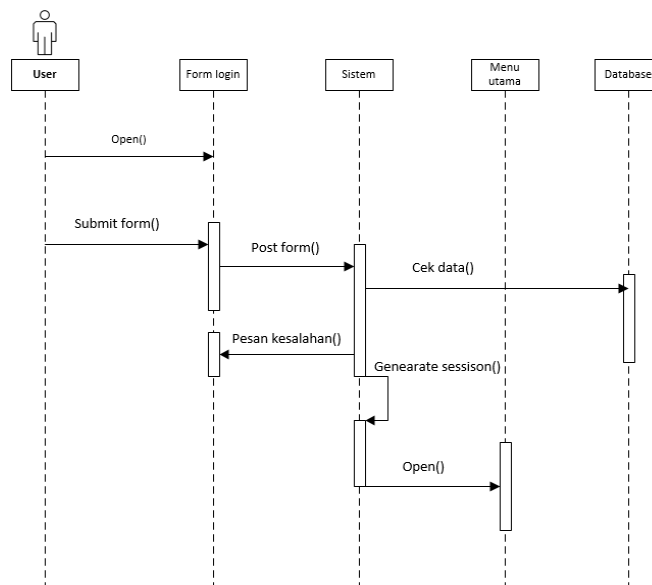 User
Form login
Sistem
Menu
utama
Database
Open()
Submit form()
Post form()
Cek data()
Pesan kesalahan()
Genearate sessison()
Open()